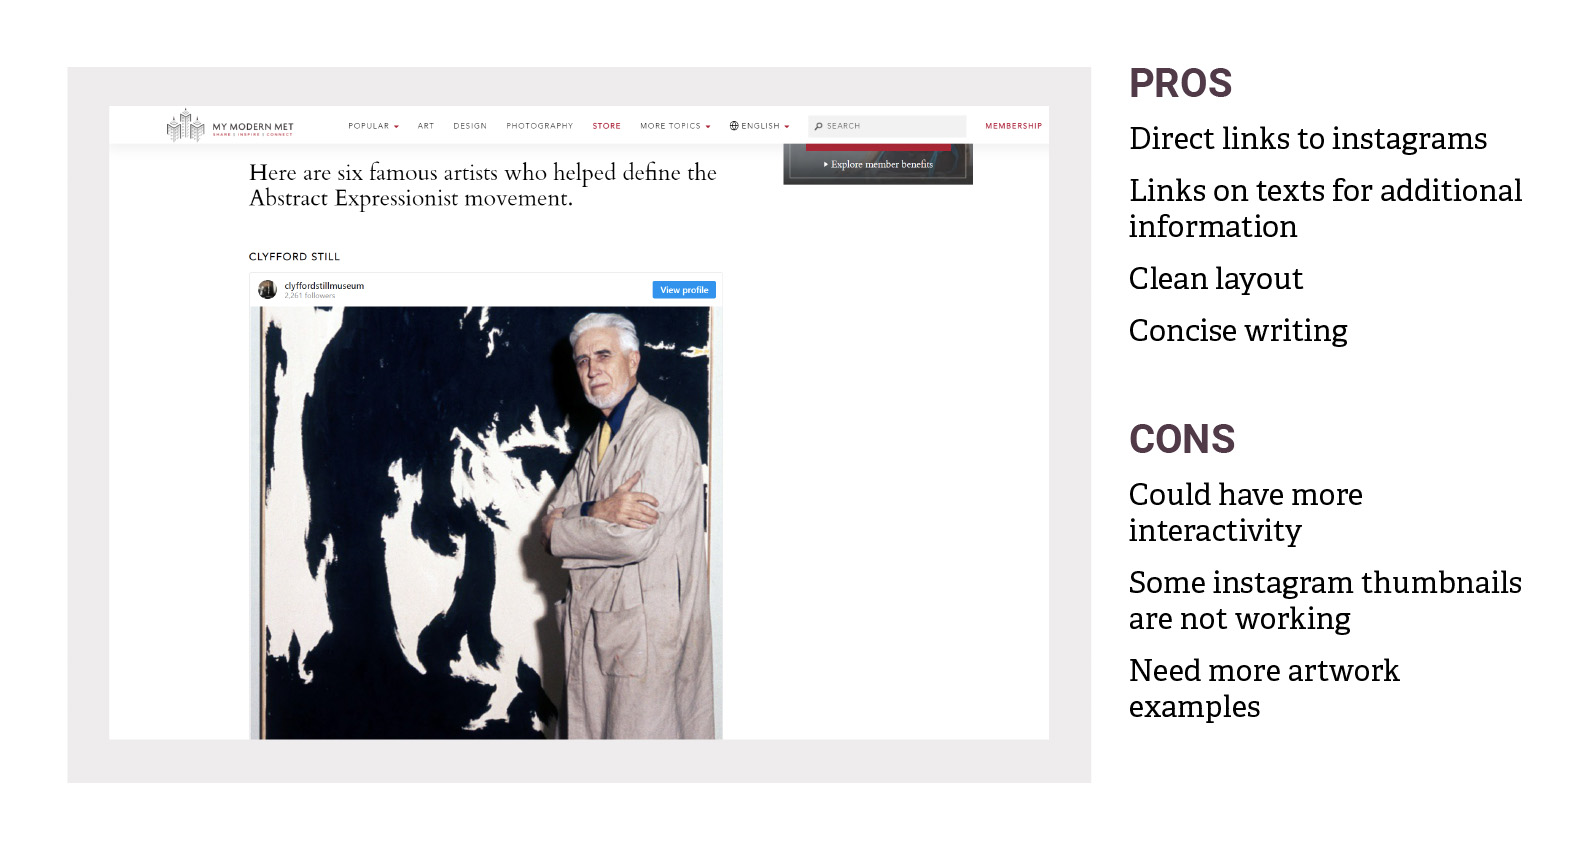 MY MODERN MET
SHARE | INSPIRE | CONNECT
POPULAR
ART
DESIGN
PHOTOGRAPHY
STORE
MORE TOPICS
ENGLISH
SEARCH
MEMBERSHIP
Explore member benefits
Here are six famous artists who helped define the
Abstract Expressionist movement.
CLYFFORD STILL
clyffordstillmuseum
2,261 followers
View profile
PROS
Direct links to instagrams
Links on texts for additional
information
Clean layout
Concise writing
CONS
Could have more
interactivity
Some instagram thumbnails
are not working
Need more artwork
examples